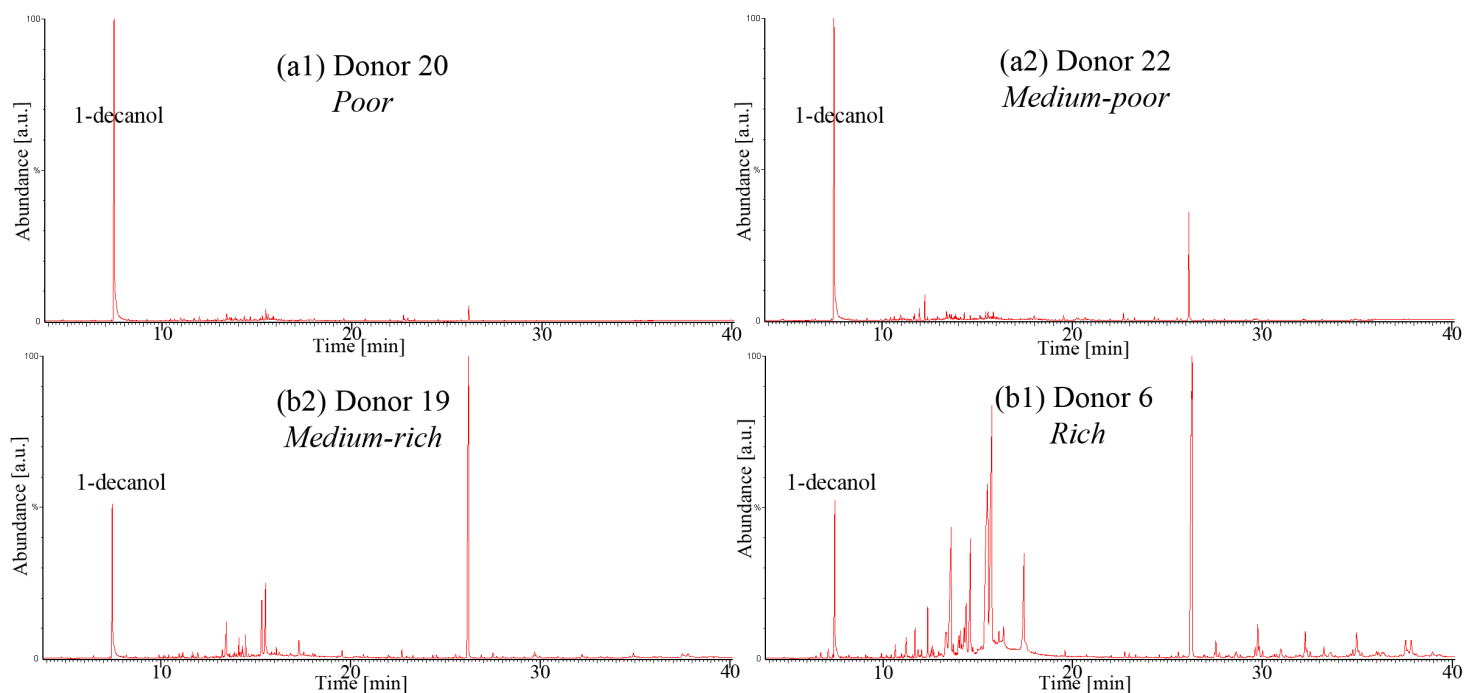 100
(a1) Donor 20
Poor
1-decanol
%
Abundance [a.u.]
0
10
20
30
40
Time [min]
100
(a2) Donor 22
Medium-poor
1-decanol
%
Abundance [a.u.]
0
10
20
30
40
Time [min]
100
(b2) Donor 19
Medium-rich
1-decanol
%
Abundance [a.u.]
0
10
20
30
40
Time [min]
100
(b1) Donor 6
Rich
1-decanol
%
Abundance [a.u.]
0
10
20
30
40
Time [min]